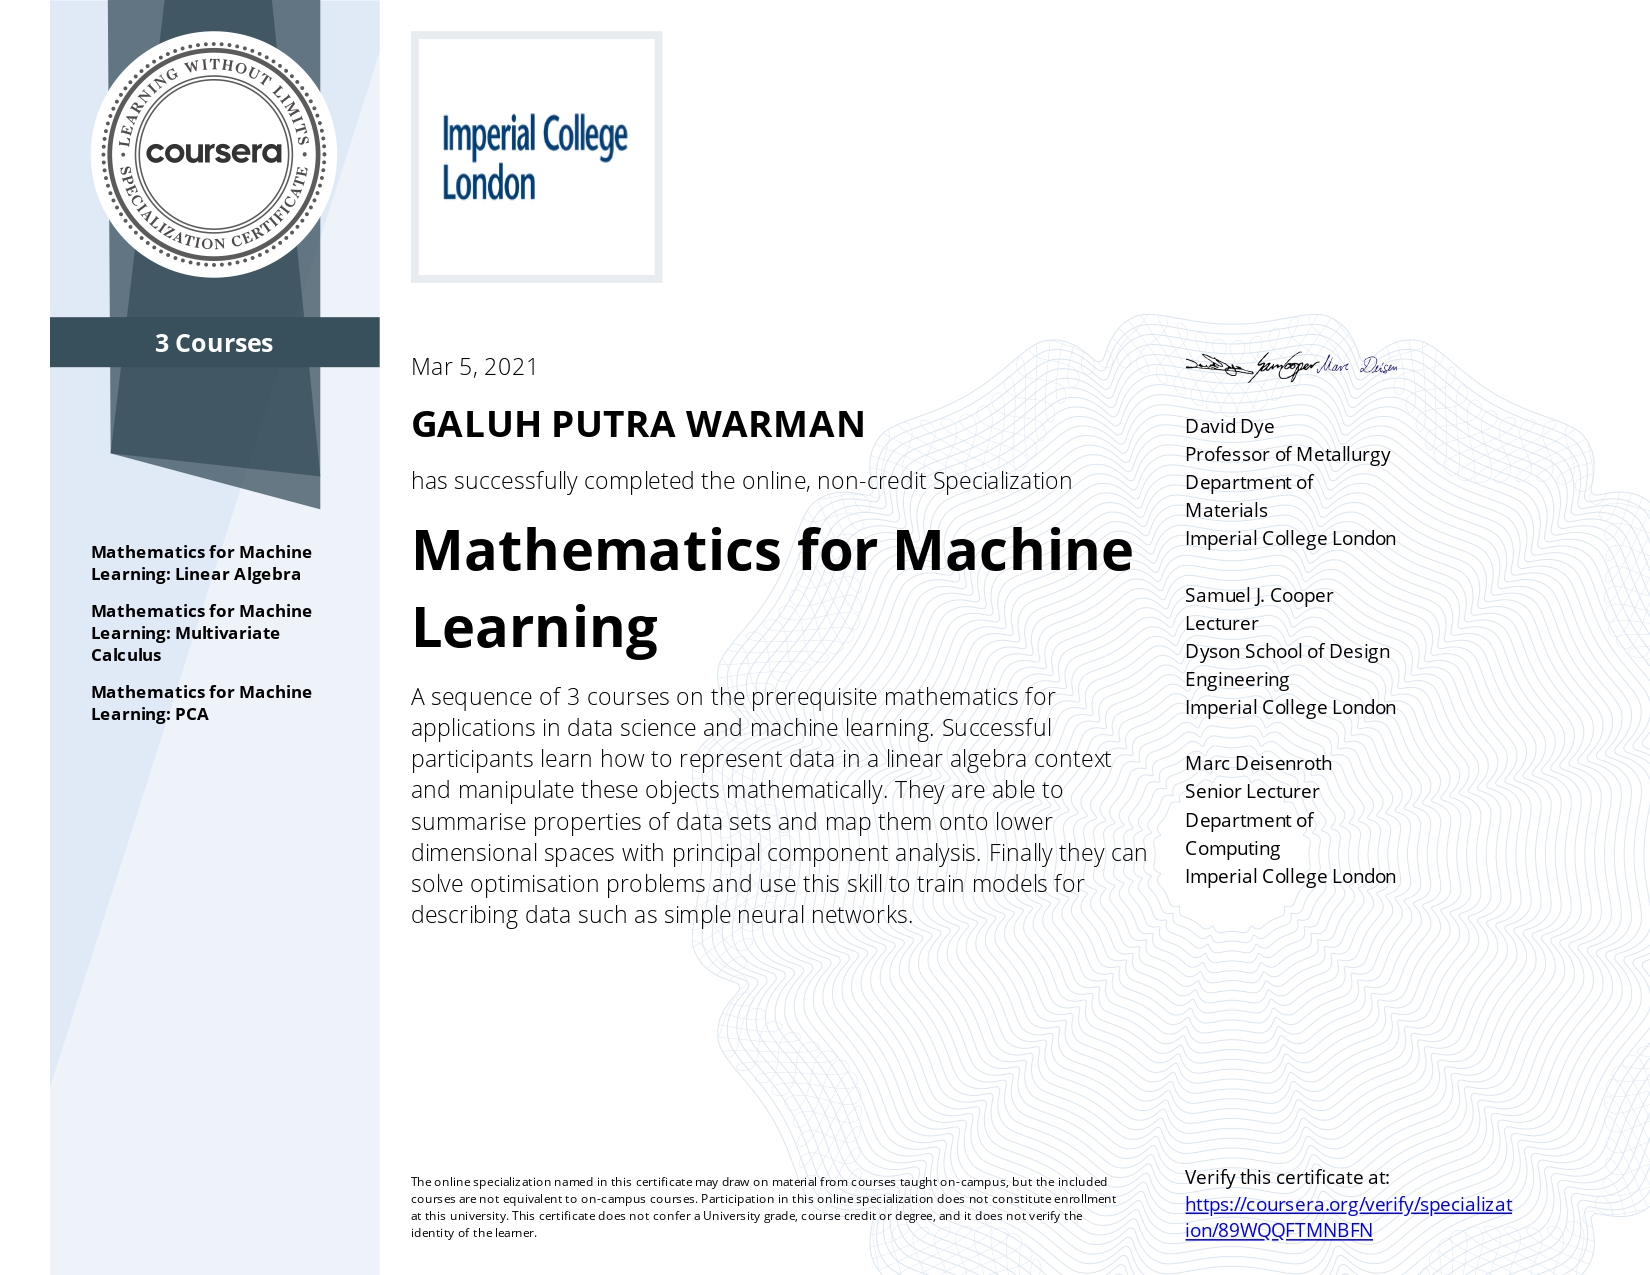 LEARNING WITHOUT LIMITS
coursera
SPECIALIZATION CERTIFICATE
3 Courses
Mathematics for Machine
Learning: Linear Algebra
Mathematics for Machine
Learning: Multivariate
Calculus
Mathematics for Machine
Learning: PCA
Imperial College
London
Mar 5, 2021
GALUH PUTRA WARMAN
has successfully completed the online, non-credit Specialization
Mathematics for Machine
Learning
A sequence of 3 courses on the prerequisite mathematics for
applications in data science and machine learning. Successful
participants learn how to represent data in a linear algebra context
and manipulate these objects mathematically. They are able to
summarise properties of data sets and map them onto lower
dimensional spaces with principal component analysis. Finally they can
solve optimisation problems and use this skill to train models for
describing data such as simple neural networks.
The online specialization named in this certificate may draw on material from courses taught on-campus, but the included
courses are not equivalent to on-campus courses. Participation in this online specialization does not constitute enrollment
at this university. This certificate does not confer a University grade, course credit or degree, and it does not verify the
identity of the learner.
Sam Cooper Marc Deisen
David Dye
Professor of Metallurgy
Department of
Materials
Imperial College London
Samuel J. Cooper
Lecturer
Dyson School of Design
Engineering
Imperial College London
Marc Deisenroth
Senior Lecturer
Department of
Computing
Imperial College London
Verify this certificate at:
https://coursera.org/verify/specializat
ion/89WQQFTMNBFN